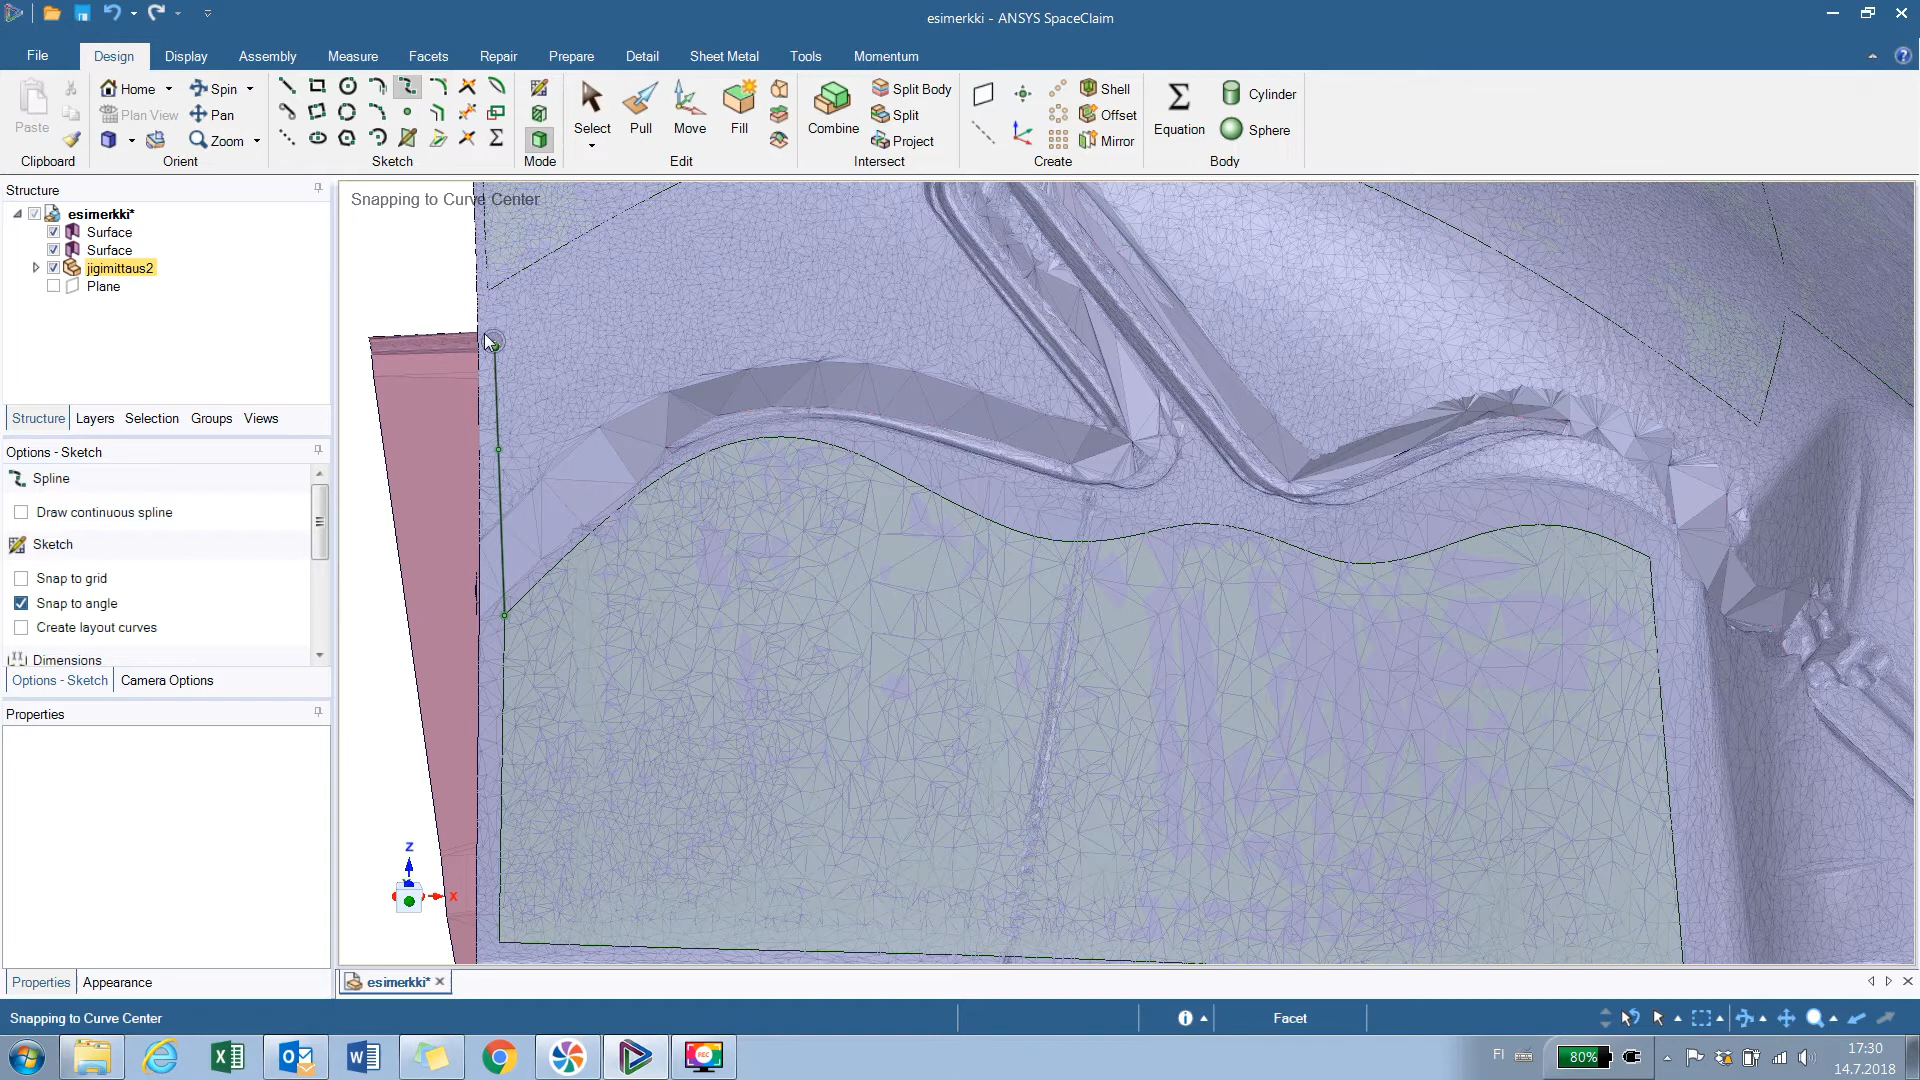 esimerkki - ANSYS SpaceClaim
File Design Display Assembly Measure Facets Repair Prepare Detail Sheet Metal Tools Momentum
Paste
Clipboard
Home Spin
Plan View Pan
Zoom
Orient
Sketch
Mode
Select Pull Move Fill
Edit
Combine
Split Body
Split
Project
Intersect
Shell
Offset
Mirror
Create
Equation
Cylinder
Sphere
Body
Structure
esimerkki*
Surface
Surface
jigimittaus2
Plane
Structure Layers Selection Groups Views
Options - Sketch
Spline
Draw continuous spline
Sketch
Snap to grid
Snap to angle
Create layout curves
Dimensions
Options - Sketch Camera Options
Properties
Properties Appearance
Snapping to Curve Center
Z
X
esimerkki*
Snapping to Curve Center
Facet
FI
80%
17:30
14.7.2018
REC